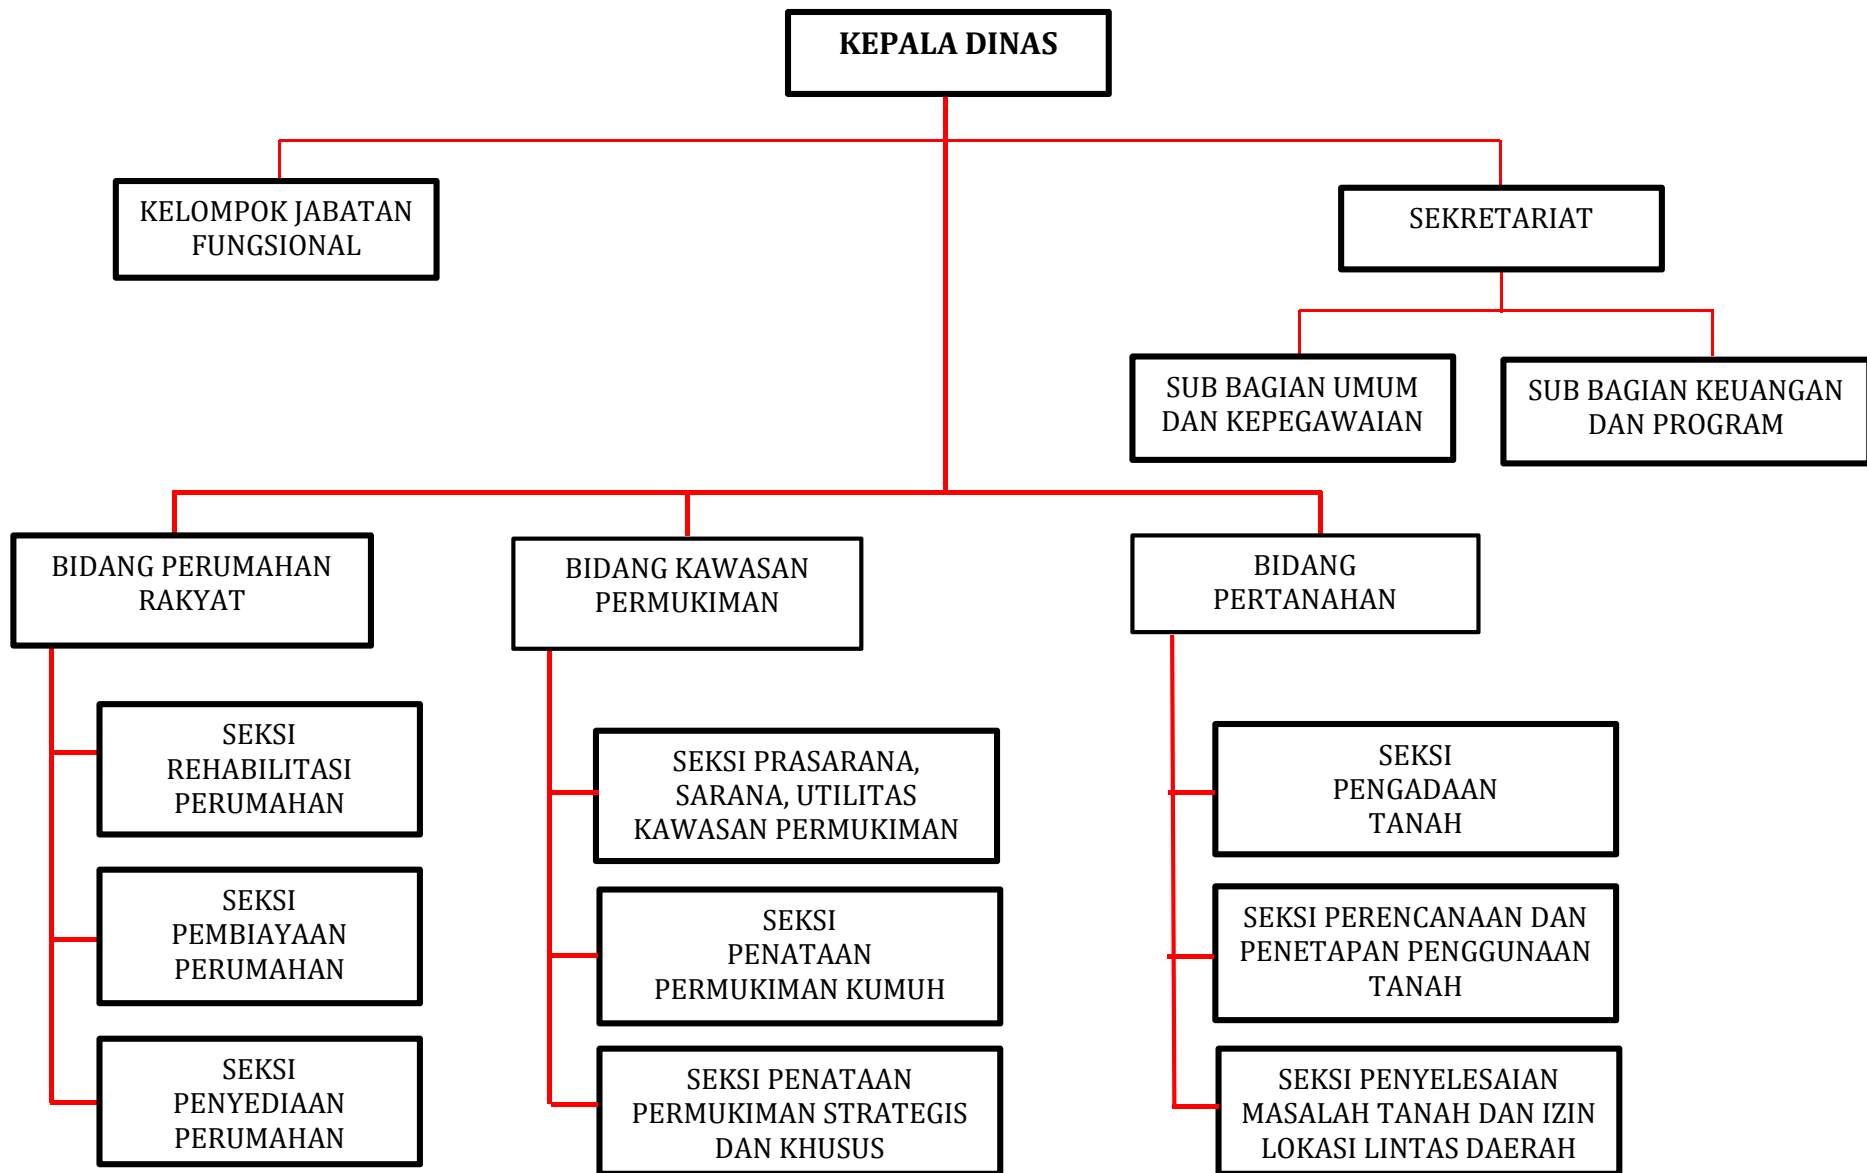 KEPALA DINAS
KELOMPOK JABATAN
FUNGSIONAL
SEKRETARIAT
SUB BAGIAN UMUM
DAN KEPEGAWAIAN
SUB BAGIAN KEUANGAN
DAN PROGRAM
BIDANG PERUMAHAN
RAKYAT
BIDANG KAWASAN
PERMUKIMAN
BIDANG
PERTANAHAN
SEKSI
REHABILITASI
PERUMAHAN
SEKSI
PEMBIAYAAN
PERUMAHAN
SEKSI
PENYEDIAAN
PERUMAHAN
SEKSI PRASARANA,
SARANA, UTILITAS
KAWASAN PERMUKIMAN
SEKSI
PENATAAN
PERMUKIMAN KUMUH
SEKSI PENATAAN
PERMUKIMAN STRATEGIS
DAN KHUSUS
SEKSI
PENGADAAN
TANAH
SEKSI PERENCANAAN DAN
PENETAPAN PENGGUNAAN
TANAH
SEKSI PENYELESAIAN
MASALAH TANAH DAN IZIN
LOKASI LINTAS DAERAH